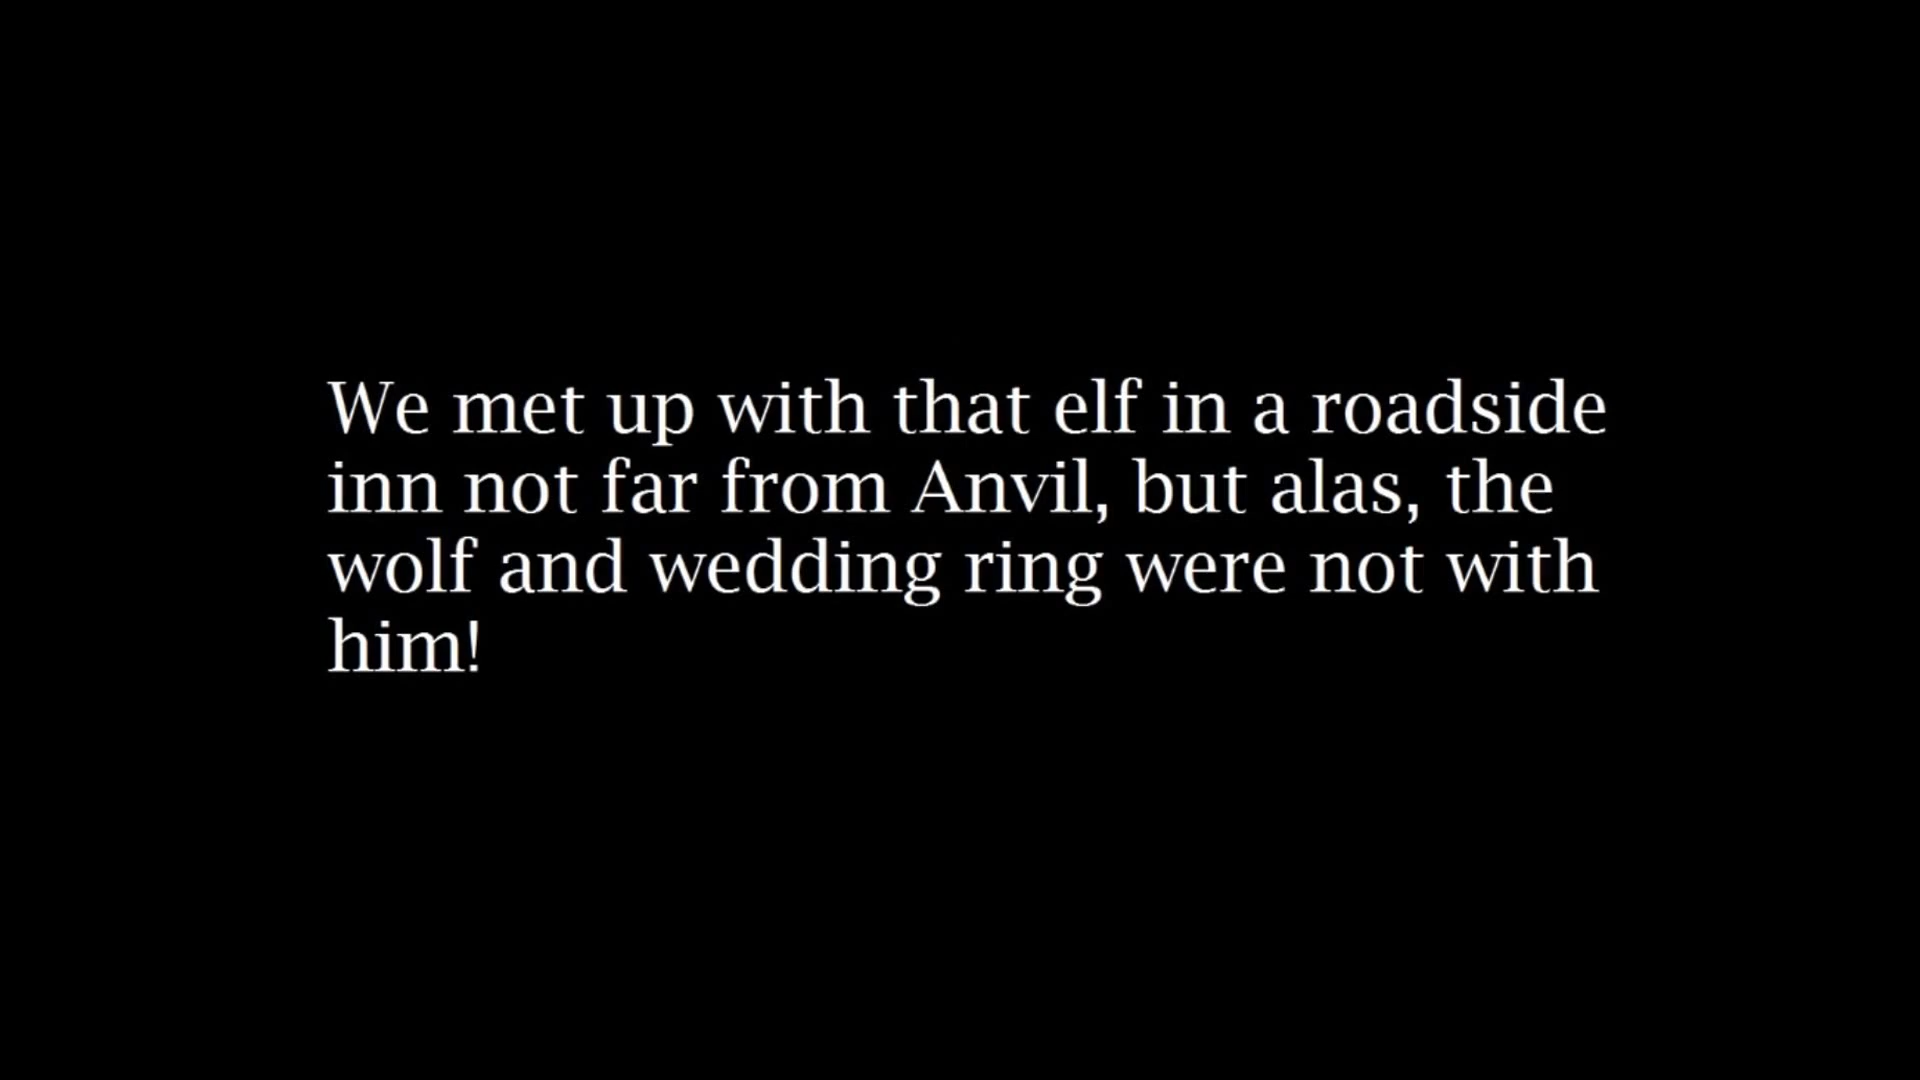 We met up with that elf in a roadside
inn not far from Anvil, but alas, the
wolf and wedding ring were not with
him!